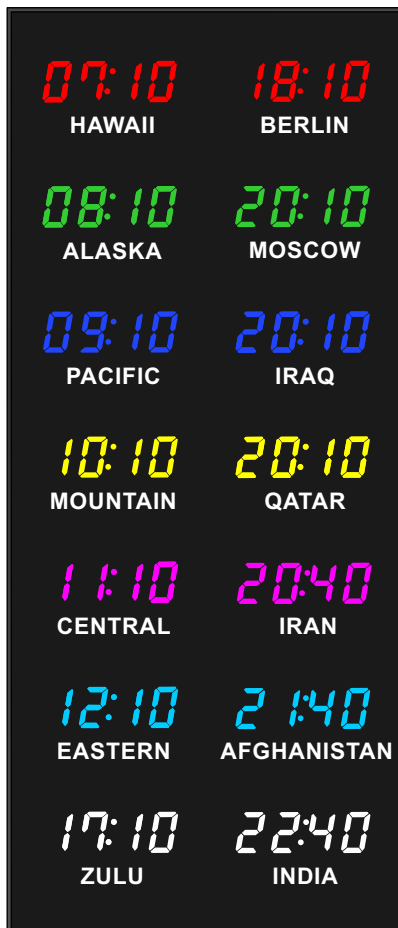 07:10 18:10
HAWAII BERLIN
08:10 20:10
ALASKA MOSCOW
09:10 20:10
PACIFIC IRAQ
10:10 20:10
MOUNTAIN QATAR
11:10 20:40
CENTRAL IRAN
12:10 21:40
EASTERN AFGHANISTAN
17:10 22:40
ZULU INDIA